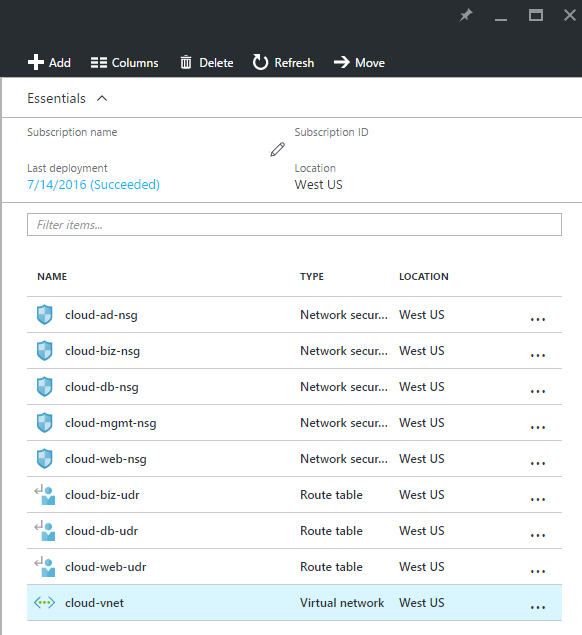 Add Columns Delete Refresh Move
Essentials
Subscription name Subscription ID
Last deployment Location
7/14/2016 (Succeeded) West US
Filter items...
NAME TYPE LOCATION
cloud-ad-nsg Network secur... West US ...
cloud-biz-nsg Network secur... West US ...
cloud-db-nsg Network secur... West US ...
cloud-mgmt-nsg Network secur... West US ...
cloud-web-nsg Network secur... West US ...
cloud-biz-udr Route table West US ...
cloud-db-udr Route table West US ...
cloud-web-udr Route table West US ...
cloud-vnet Virtual network West US ...